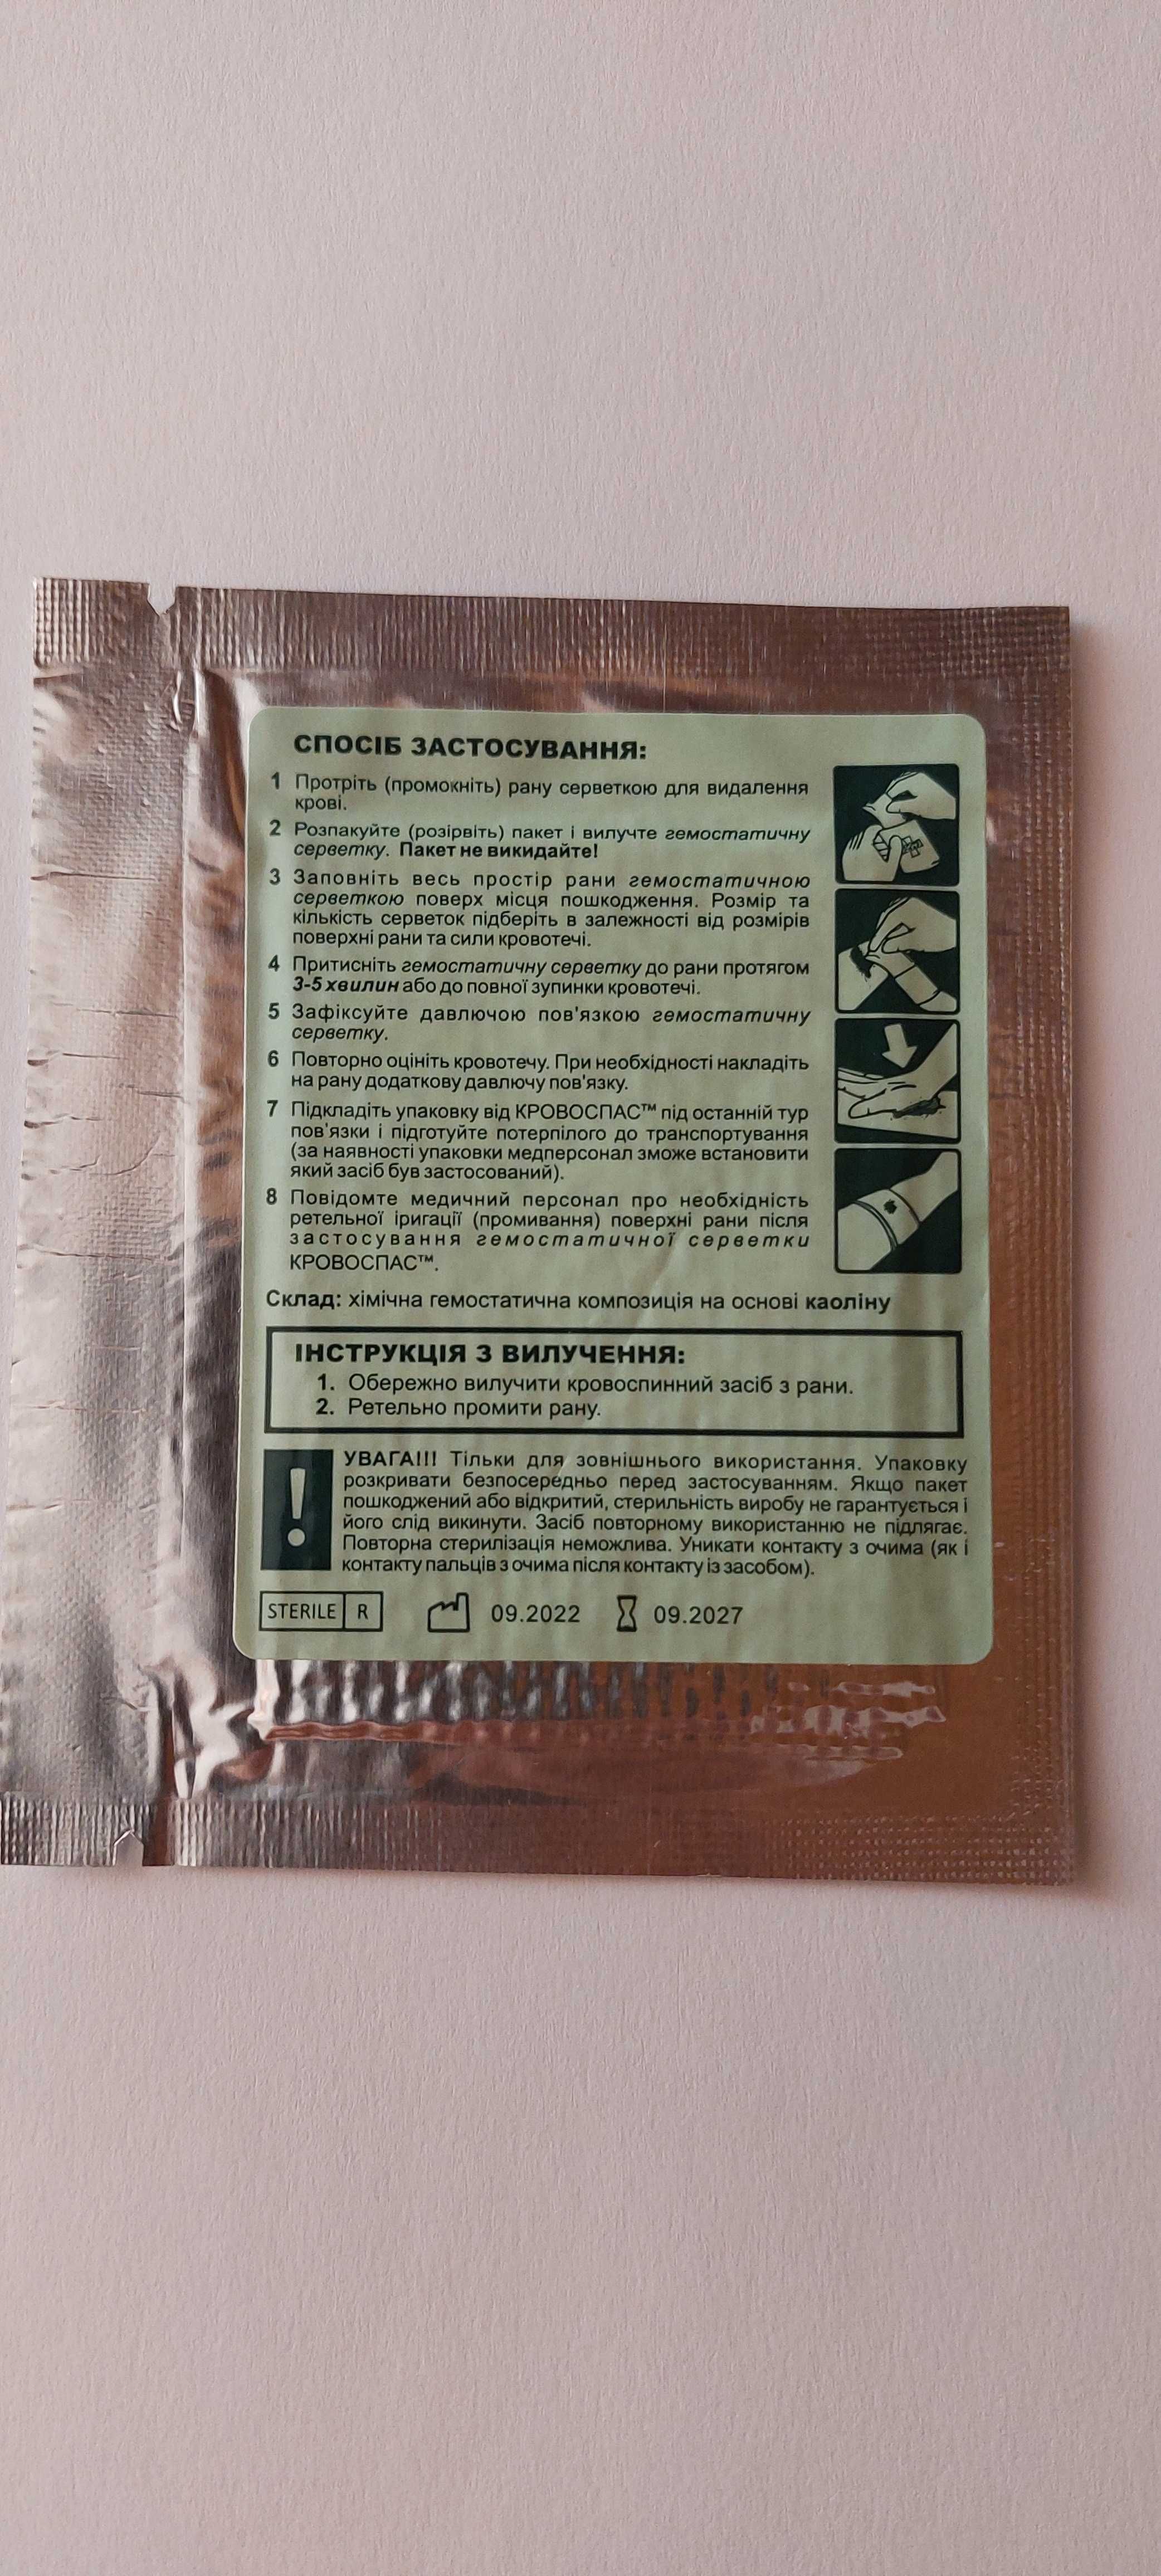 СПОСІБ ЗАСТОСУВАННЯ:
1 Протріть (промокніть) рану серветкою для видалення
крові.
2 Розпакуйте (розірвіть) пакет і вилучте гемостатичну
серветку. Пакет не викидайте!
3 Заповніть весь простір рани гемостатичною
серветкою поверх місця пошкодження. Розмір та
кількість серветок підберіть в залежності від розмірів
поверхні рани та сили кровотечі.
4 Притисніть гемостатичну серветку до рани протягом
3-5 хвилин або до повної зупинки кровотечі.
5 Зафіксуйте давлючою пов'язкою гемостатичну
серветку.
6 Повторно оцініть кровотечу. При необхідності накладіть
на рану додаткову давлючу пов'язку.
7 Підкладіть упаковку від КРОВОСПАС™ під останній тур
пов'язки і підготуйте потерпілого до транспортування
(за наявності упаковки медперсонал зможе встановити
який засіб був застосований).
8 Повідомте медичний персонал про необхідність
ретельної іригації (промивання) поверхні рани після
застосування гемостатичної серветки
КРОВОСПАС™.
Склад: хімічна гемостатична композиція на основі каоліну
ІНСТРУКЦІЯ З ВИЛУЧЕННЯ:
1. Обережно вилучити кровоспинний засіб з рани.
2. Ретельно промити рану.
УВАГА!!! Тільки для зовнішнього використання. Упаковку
розкривати безпосередньо перед застосуванням. Якщо пакет
пошкоджений або відкритий, стерильність виробу не гарантується і
його слід викинути. Засіб повторному використанню не підлягає.
Повторна стерилізація неможлива. Уникати контакту з очима (як і
контакту пальців з очима після контакту із засобом).
STERILE R 09.2022 09.2027